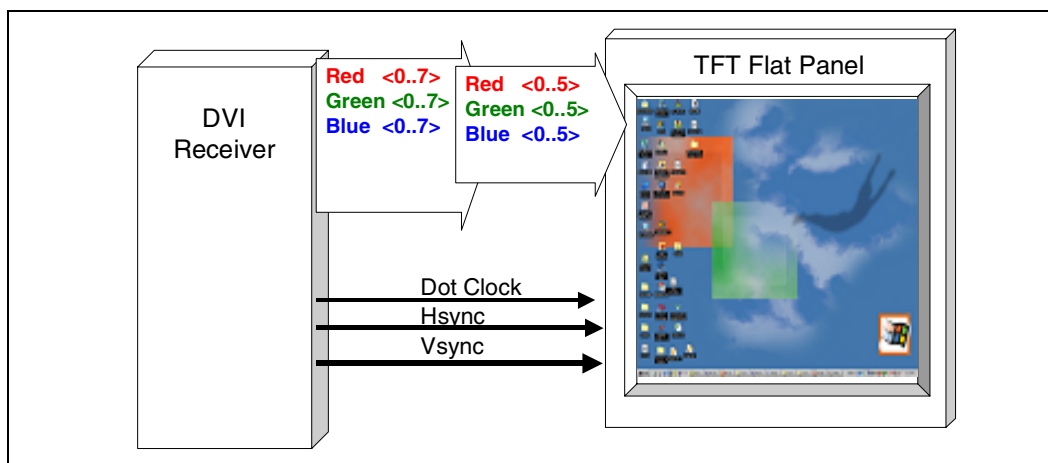 DVI
Receiver
Red <0..7>
Green <0..7>
Blue <0..7>
Red <0..5>
Green <0..5>
Blue <0..5>
TFT Flat Panel
Dot Clock
Hsync
Vsync